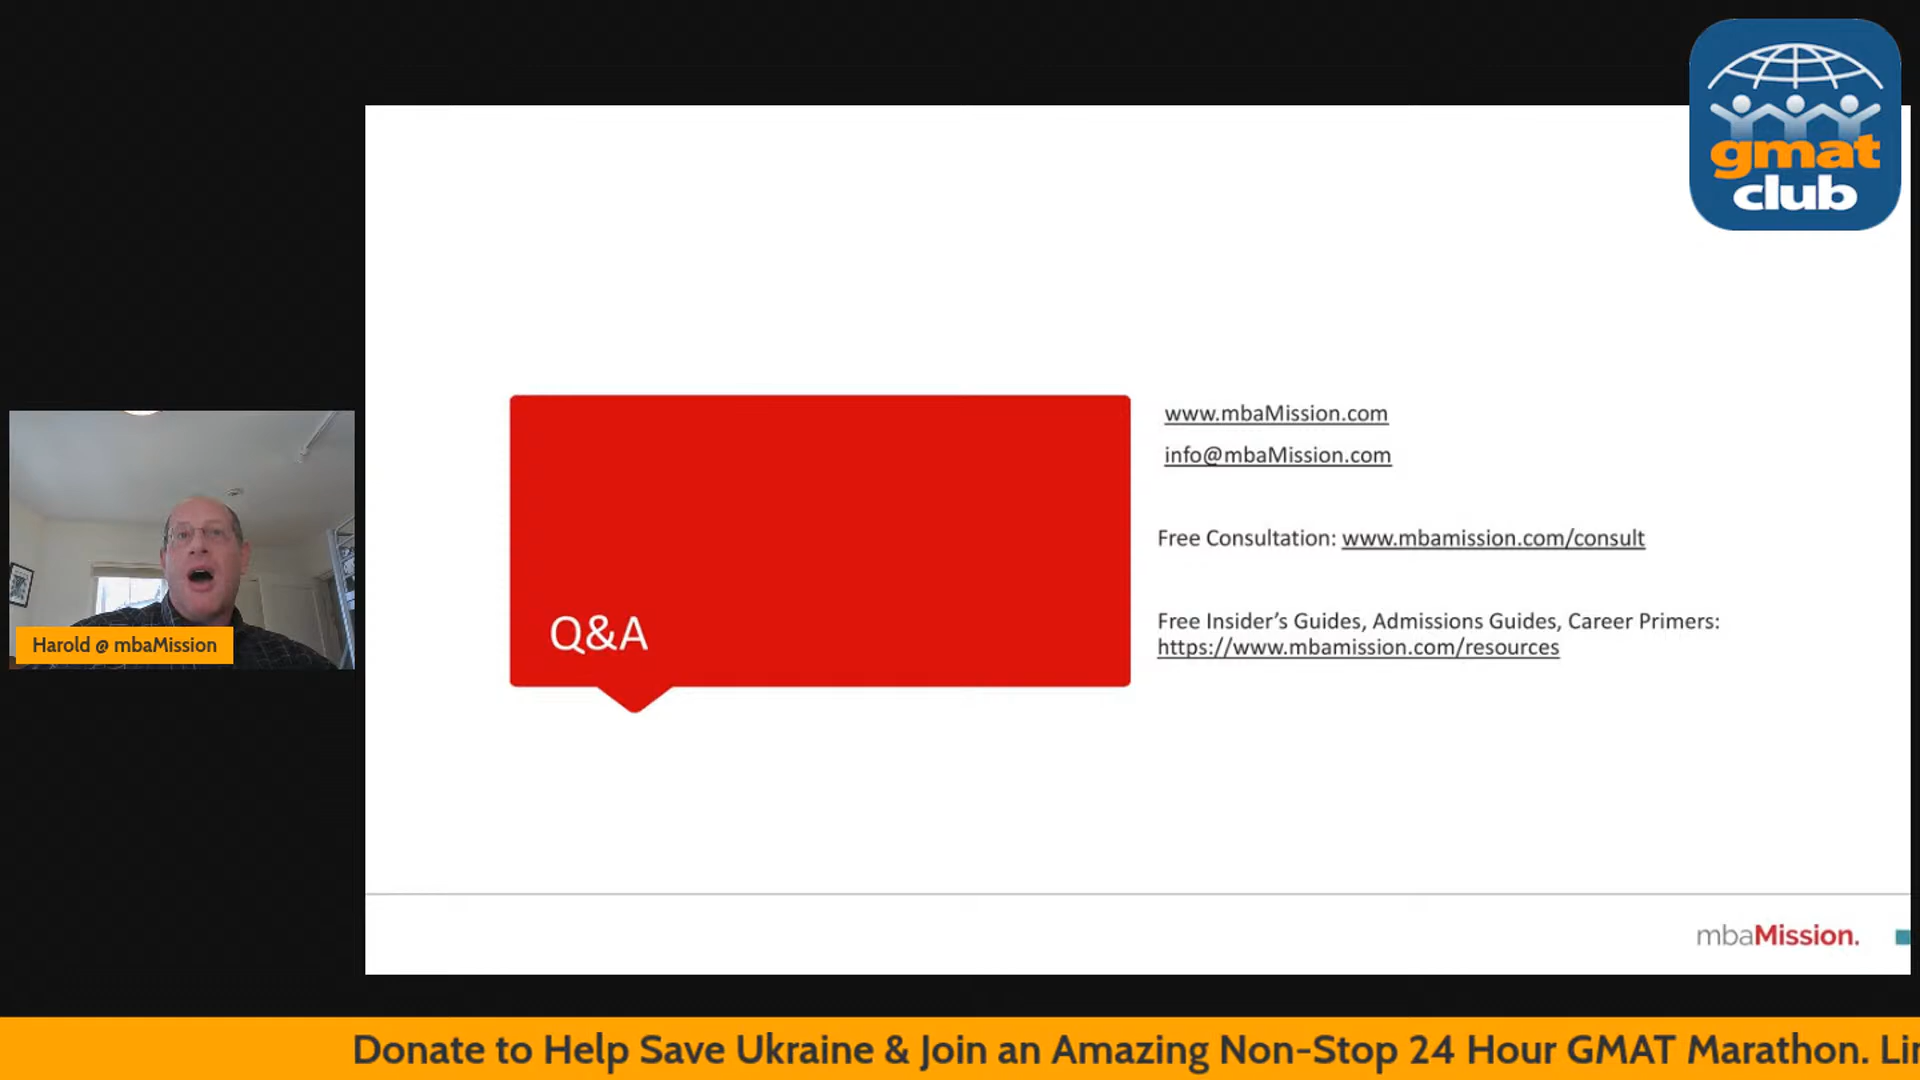 gmat
club
www.mbaMission.com
info@mbaMission.com
Free Consultation: www.mbamission.com/consult
Q&A
Free Insider’s Guides, Admissions Guides, Career Primers:
https://www.mbamission.com/resources
Harold @ mbaMission
mbaMission.
Donate to Help Save Ukraine & Join an Amazing Non-Stop 24 Hour GMAT Marathon.